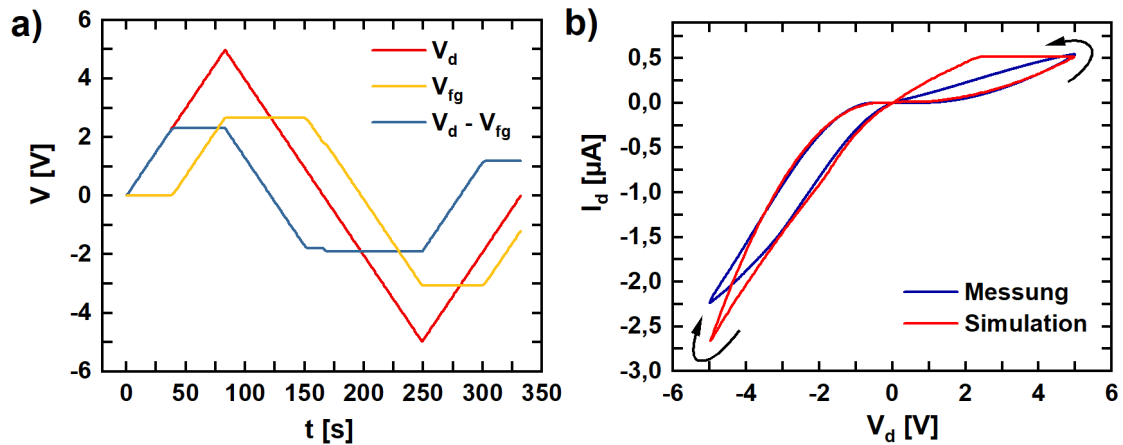 a)
V_d
V_fg
V_d - V_fg
V [V]
6
4
2
0
-2
-4
-6
0 50 100 150 200 250 300 350
t [s]
b)
I_d [µA]
0,5
0,0
-0,5
-1,0
-1,5
-2,0
-2,5
-3,0
Messung
Simulation
-6 -4 -2 0 2 4 6
V_d [V]